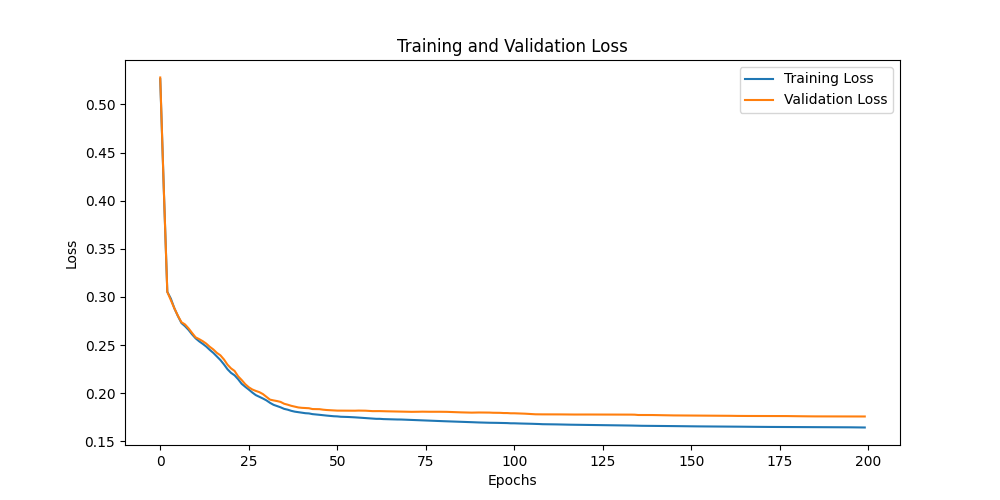 Training and Validation Loss
Training Loss
Validation Loss
Loss
0.50
0.45
0.40
0.35
0.30
0.25
0.20
0.15
0 25 50 75 100 125 150 175 200
Epochs